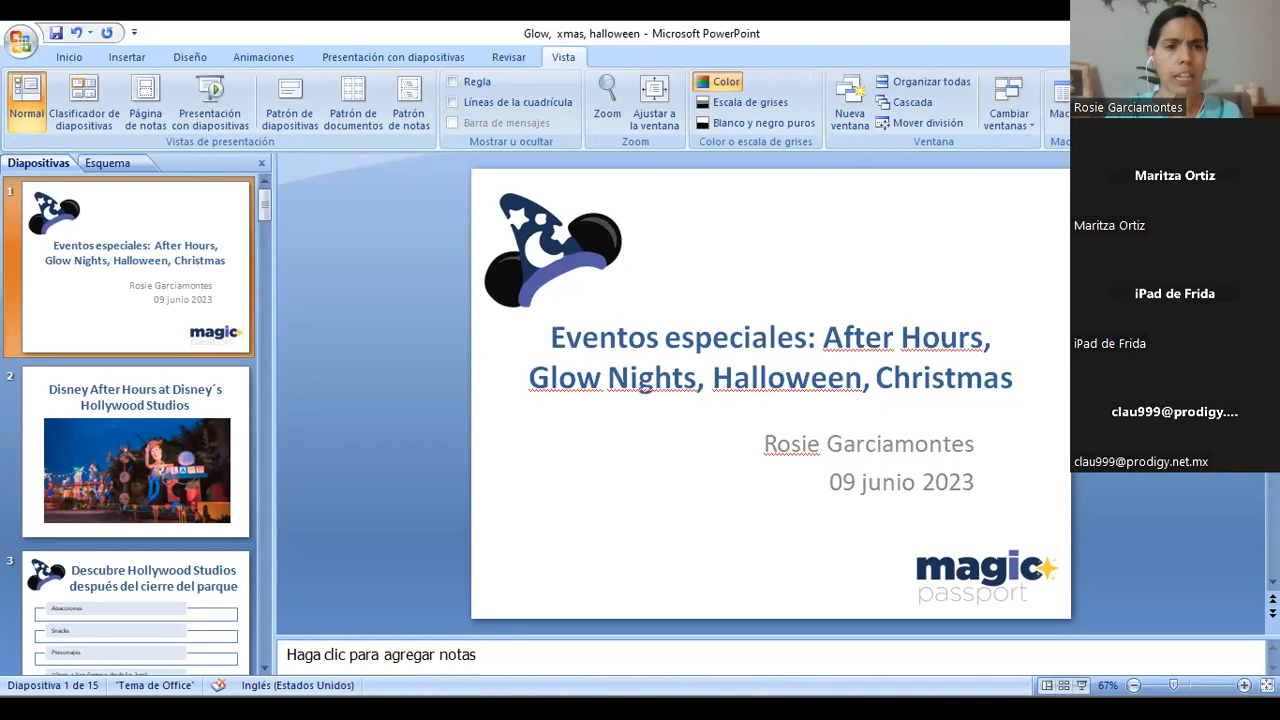 Glow, xmas, halloween - Microsoft PowerPoint
Inicio Insertar Diseño Animaciones Presentación con diapositivas Revisar Vista
Normal
Clasificador de diapositivas
Página de notas
Presentación con diapositivas
Patrón de diapositivas
Patrón de documentos
Patrón de notas
Vistas de presentación
Regla
Líneas de la cuadrícula
Barra de mensajes
Mostrar u ocultar
Zoom
Ajustar a la ventana
Zoom
Color
Escala de grises
Blanco y negro puros
Color o escala de grises
Nueva ventana
Organizar todas
Cascada
Mover división
Cambiar ventanas
Ventana
Diapositivas Esquema
1
Eventos especiales: After Hours,
Glow Nights, Halloween, Christmas
Rosie Garciamontes
09 junio 2023
magic
passport
2
Disney After Hours at Disney´s
Hollywood Studios
3
Descubre Hollywood Studios
después del cierre del parque
Atracciones
Snacks
Personajes
Eventos especiales: After Hours,
Glow Nights, Halloween, Christmas
Rosie Garciamontes
09 junio 2023
magic
passport
Haga clic para agregar notas
Diapositiva 1 de 15 "Tema de Office" Inglés (Estados Unidos) 67%
Rosie Garciamontes
Maritza Ortiz
Maritza Ortiz
iPad de Frida
iPad de Frida
clau999@prodigy....
clau999@prodigy.net.mx